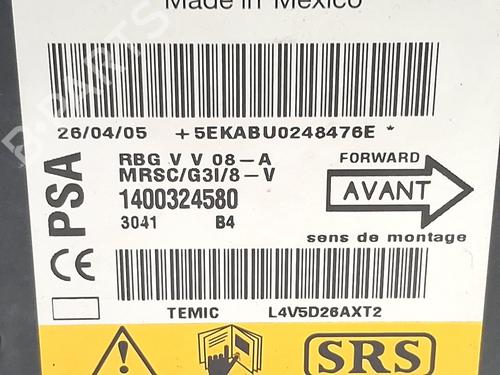 Made in Mexico
26/04/05 +5EKABU0248476E *
PSA
RBG V V 08-A
MRSC/G3I/8-V
1400324580
3041 B4
FORWARD
AVANT
sens de montage
CE
TEMIC L4V5D26AXT2
SRS
B-PARTS